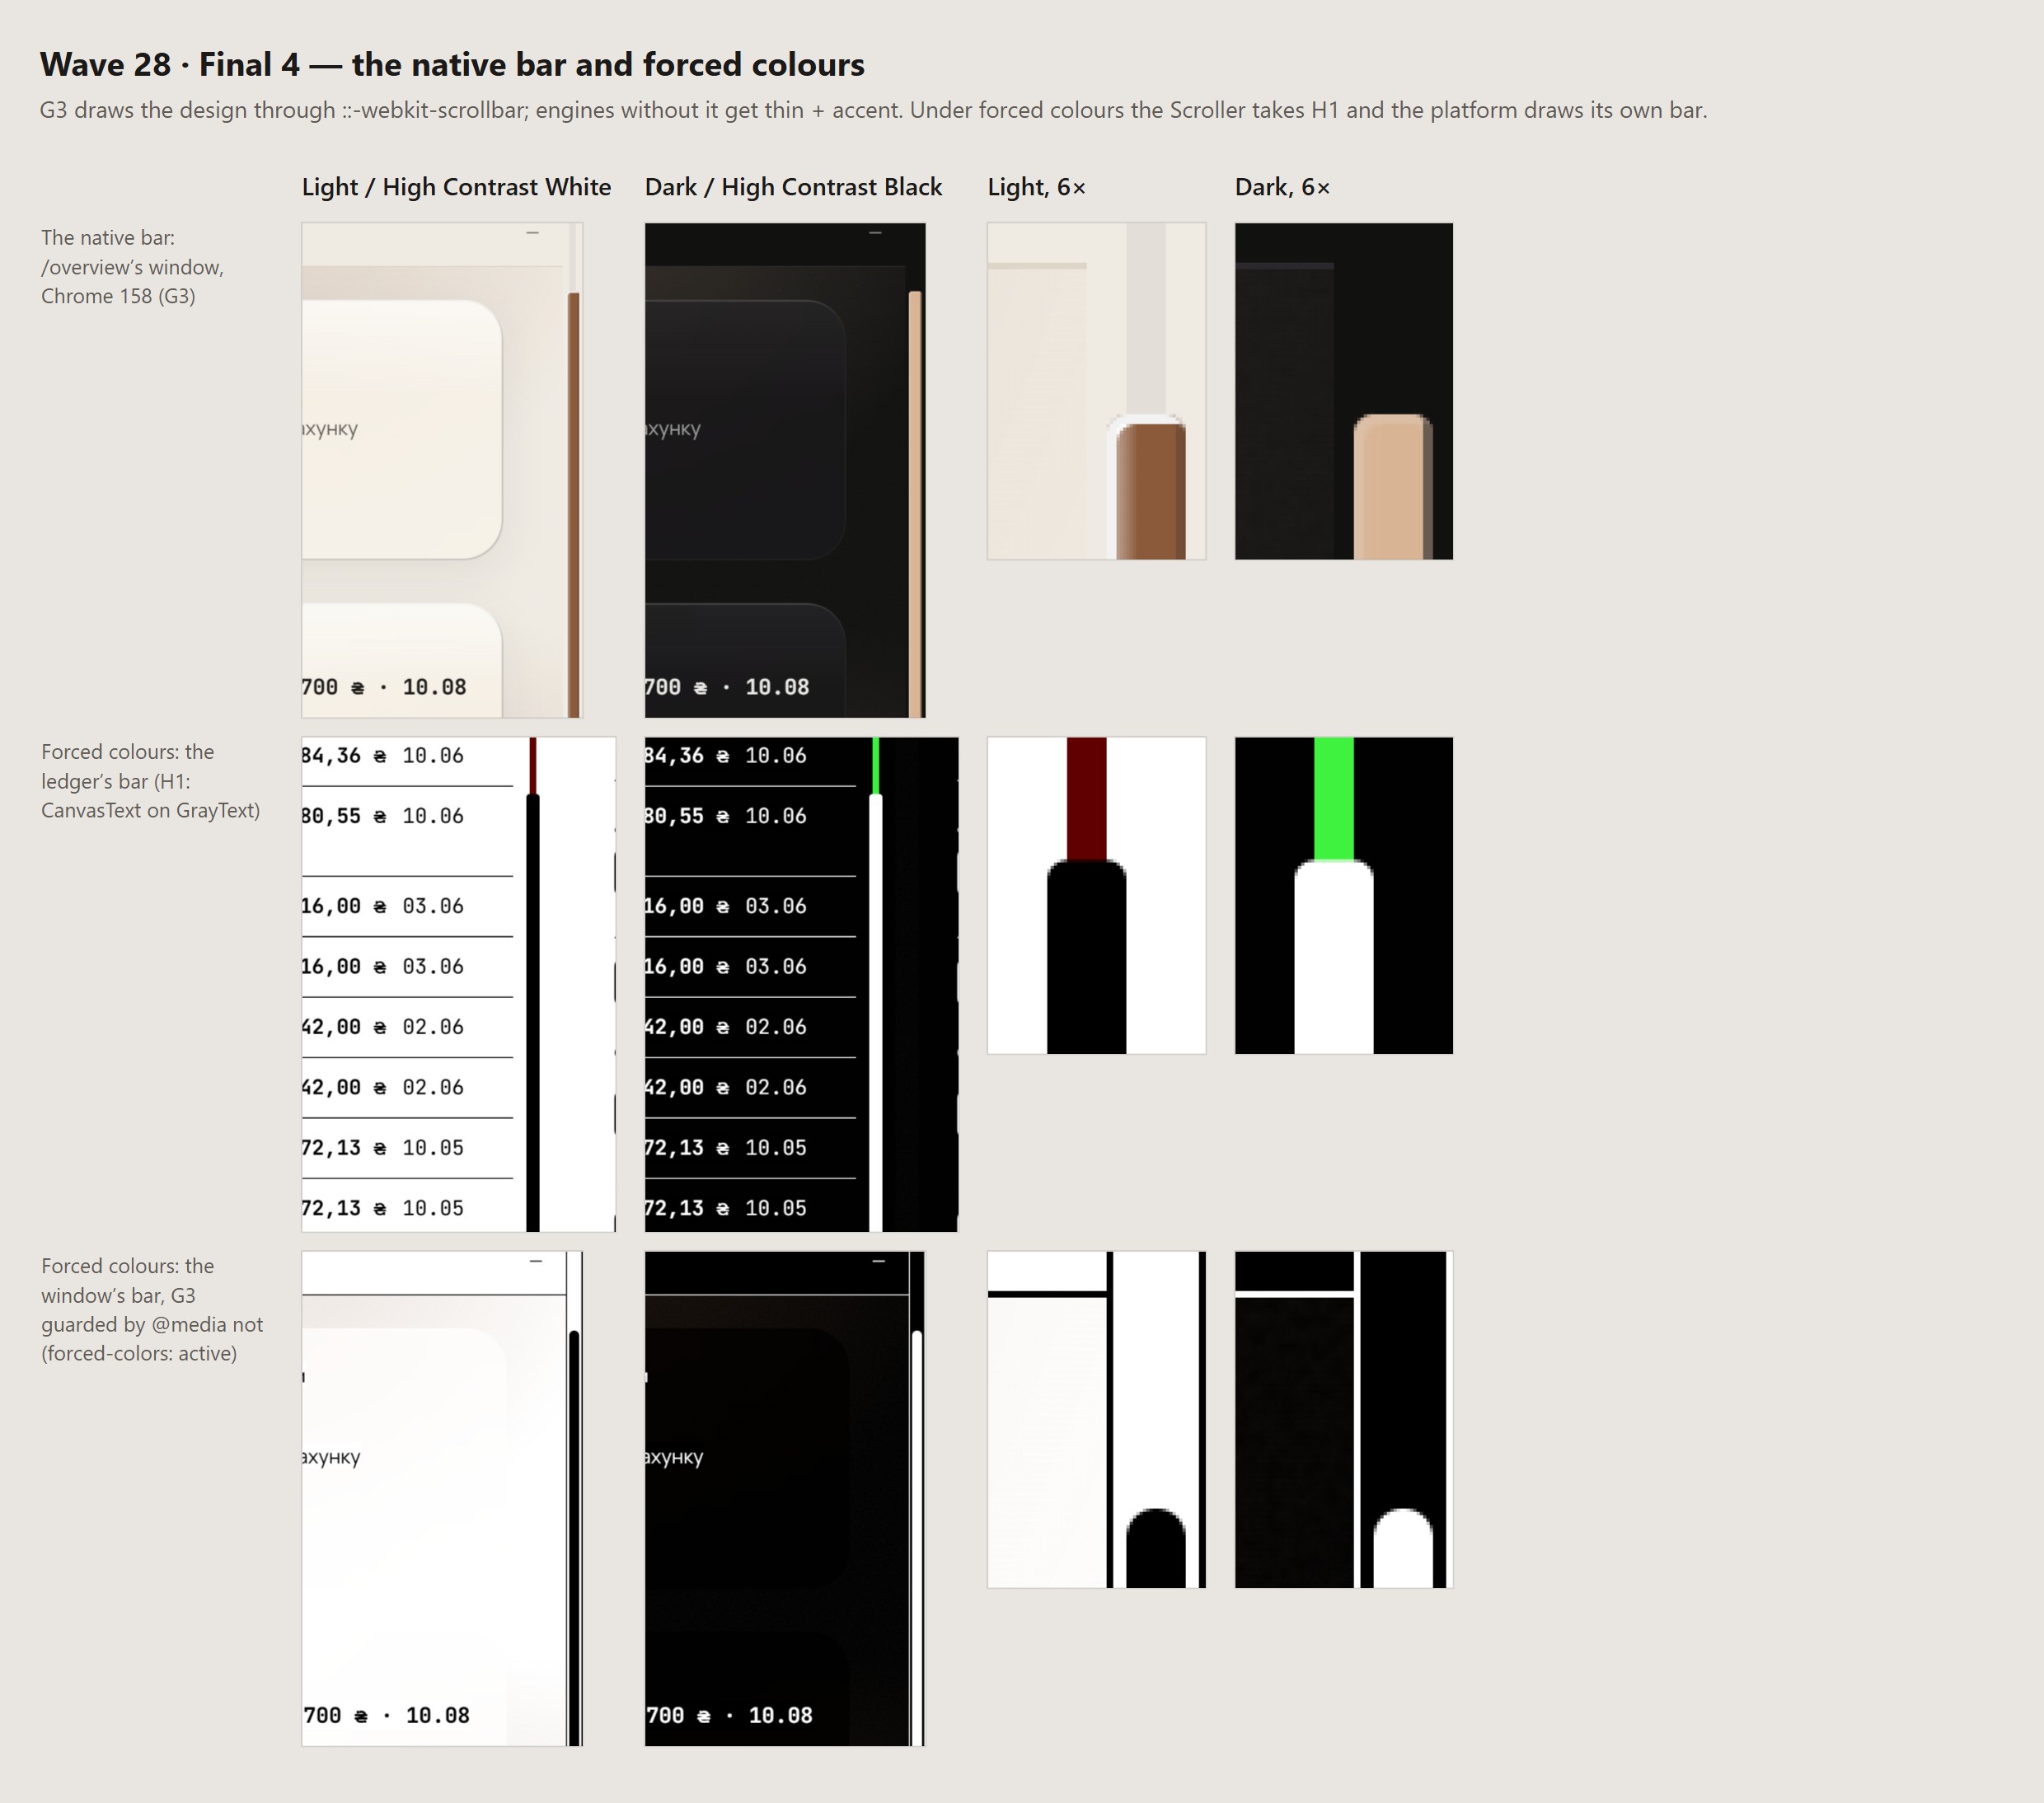 Wave 28 · Final 4 — the native bar and forced colours
G3 draws the design through ::-webkit-scrollbar; engines without it get thin + accent. Under forced colours the Scroller takes H1 and the platform draws its own bar.
Light / High Contrast White
Dark / High Contrast Black
Light, 6×
Dark, 6×
The native bar:
/overview’s window,
Chrome 158 (G3)
ахунку
700 ₴ · 10.08
ахунку
700 ₴ · 10.08
Forced colours: the
ledger’s bar (H1:
CanvasText on GrayText)
84,36 ₴ 10.06
80,55 ₴ 10.06
16,00 ₴ 03.06
16,00 ₴ 03.06
42,00 ₴ 02.06
42,00 ₴ 02.06
72,13 ₴ 10.05
72,13 ₴ 10.05
84,36 ₴ 10.06
80,55 ₴ 10.06
16,00 ₴ 03.06
16,00 ₴ 03.06
42,00 ₴ 02.06
42,00 ₴ 02.06
72,13 ₴ 10.05
72,13 ₴ 10.05
Forced colours: the
window’s bar, G3
guarded by @media not
(forced-colors: active)
ахунку
700 ₴ · 10.08
ахунку
700 ₴ · 10.08